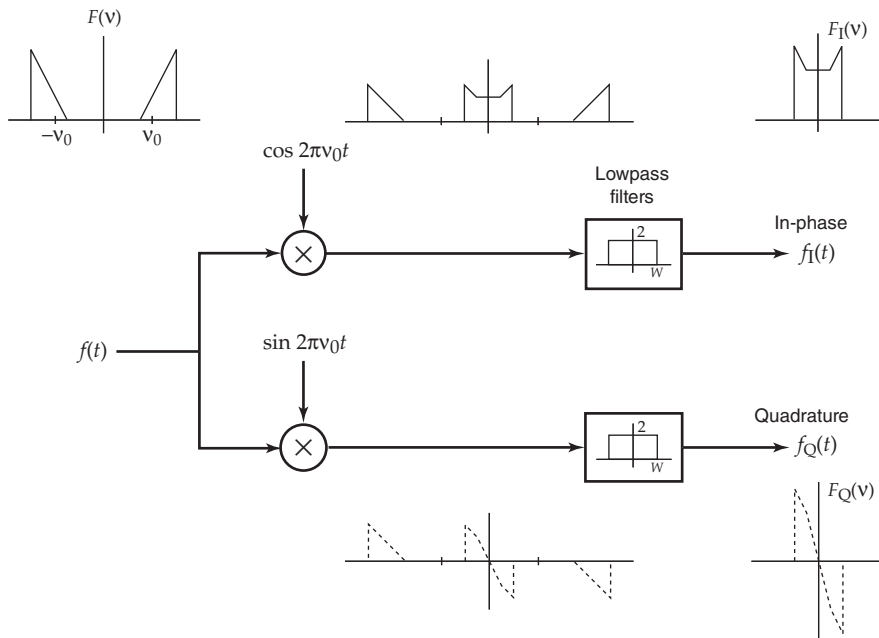 F(ν)
F_I(ν)
−ν₀
ν₀
cos 2πν₀t
Lowpass
filters
2
W
In-phase
f_I(t)
f(t)
sin 2πν₀t
2
W
Quadrature
f_Q(t)
F_Q(ν)